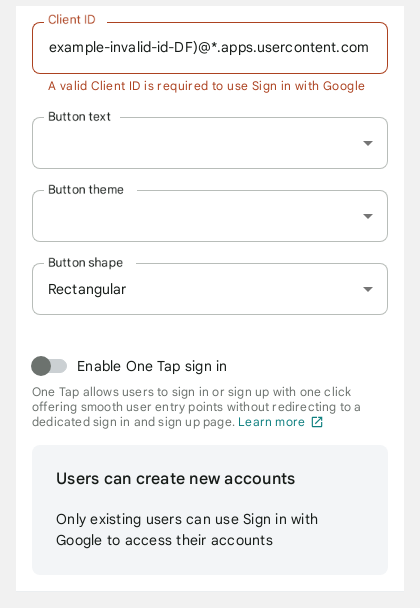 Client ID
example-invalid-id-DF)@*.apps.usercontent.com
A valid Client ID is required to use Sign in with Google
Button text
Button theme
Button shape
Rectangular
Enable One Tap sign in
One Tap allows users to sign in or sign up with one click
offering smooth user entry points without redirecting to a
dedicated sign in and sign up page. Learn more
Users can create new accounts
Only existing users can use Sign in with
Google to access their accounts